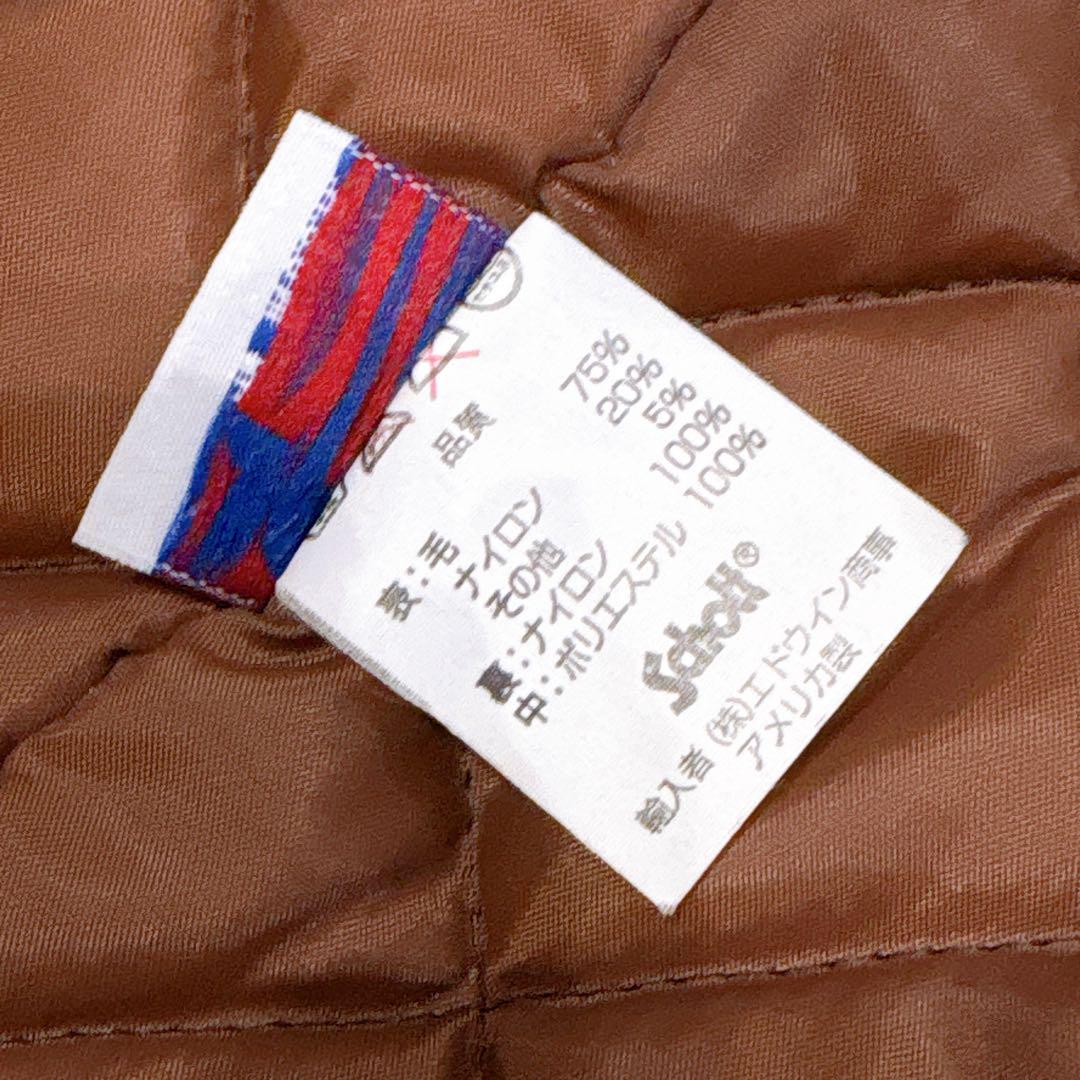 品質
表：毛 75%
ナイロン 20%
その他 5%
裏：ナイロン 100%
中：ポリエステル 100%
Schott®
輸入者 (株)エドウイン商事
アメリカ製